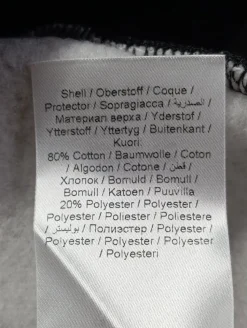 Shell / Oberstoff / Coque /
Protector / Sopragiacca / الصدرية /
Материал верха / Yderstof /
Ytterstoff / Yttertyg / Buitenkant /
Kuori:
80% Cotton / Baumwolle / Coton
/ Algodon / Cotone / قطن /
Хлопок / Bomuld / Bomull /
Bomull / Katoen / Puuvilla
20% Polyester / Polyester /
Polyester / Poliester / Poliestere
/ بوليستر / Полиэстер / Polyester /
Polyester / Polyester / Polyester
/ Polyesteri